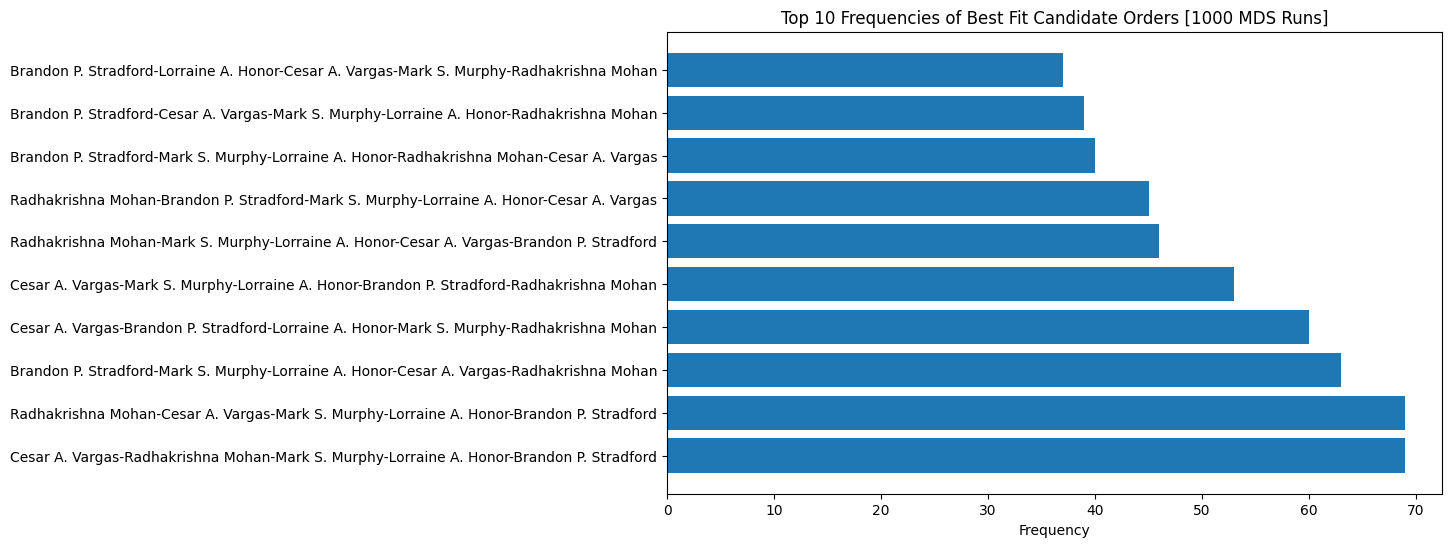 Top 10 Frequencies of Best Fit Candidate Orders [1000 MDS Runs]
Brandon P. Stradford-Lorraine A. Honor-Cesar A. Vargas-Mark S. Murphy-Radhakrishna Mohan
Brandon P. Stradford-Cesar A. Vargas-Mark S. Murphy-Lorraine A. Honor-Radhakrishna Mohan
Brandon P. Stradford-Mark S. Murphy-Lorraine A. Honor-Radhakrishna Mohan-Cesar A. Vargas
Radhakrishna Mohan-Brandon P. Stradford-Mark S. Murphy-Lorraine A. Honor-Cesar A. Vargas
Radhakrishna Mohan-Mark S. Murphy-Lorraine A. Honor-Cesar A. Vargas-Brandon P. Stradford
Cesar A. Vargas-Mark S. Murphy-Lorraine A. Honor-Brandon P. Stradford-Radhakrishna Mohan
Cesar A. Vargas-Brandon P. Stradford-Lorraine A. Honor-Mark S. Murphy-Radhakrishna Mohan
Brandon P. Stradford-Mark S. Murphy-Lorraine A. Honor-Cesar A. Vargas-Radhakrishna Mohan
Radhakrishna Mohan-Cesar A. Vargas-Mark S. Murphy-Lorraine A. Honor-Brandon P. Stradford
Cesar A. Vargas-Radhakrishna Mohan-Mark S. Murphy-Lorraine A. Honor-Brandon P. Stradford
0 10 20 30 40 50 60 70
Frequency